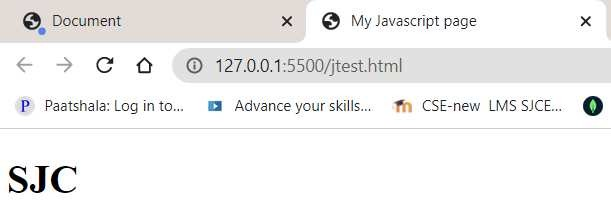 Document
My Javascript page
127.0.0.1:5500/jtest.html
P Paatshala: Log in to... Advance your skills... CSE-new LMS SJCE...
SJC